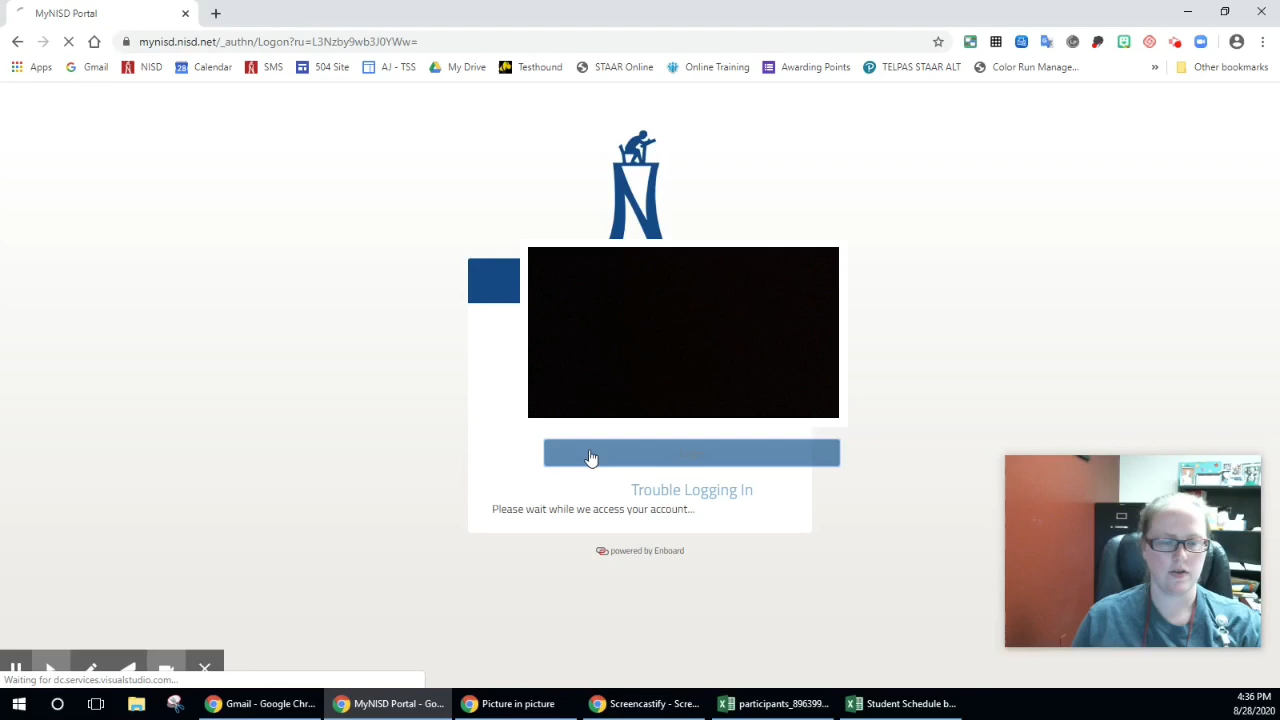 MyNISD Portal
mynisd.nisd.net/_authn/Logon?ru=L3Nzby9wb3J0YWw=
Apps Gmail NISD Calendar SMS 504 Site AJ - TSS My Drive Testhound STAAR Online Online Training Awarding Points TELPAS STAAR ALT Color Run Manage... » Other bookmarks
N
Trouble Logging In
Please wait while we access your account...
powered by Enboard
Waiting for dc.services.visualstudio.com...
Gmail - Google Chr... MyNISD Portal - Go... Picture in picture Screencastify - Scre... participants_896399... Student Schedule b...
4:36 PM
8/28/2020